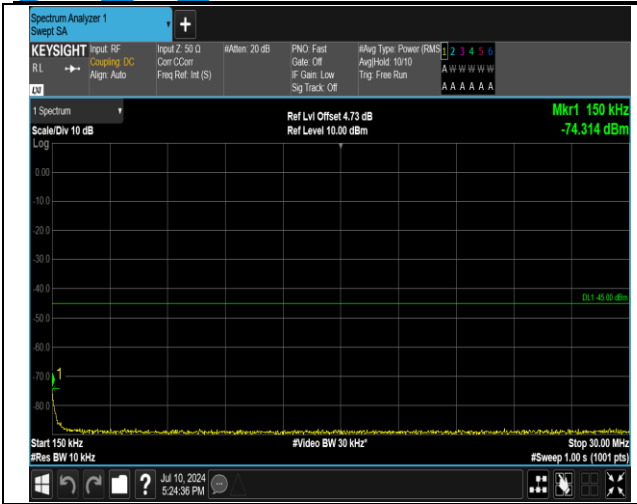 Spectrum Analyzer 1
Swept SA
+
KEYSIGHT
RL
LXI
Input: RF
Coupling: DC
Align: Auto
Input Z: 50 Ω
Corr CCorr
Freq Ref: Int (S)
#Atten: 20 dB
PNO: Fast
Gate: Off
IF Gain: Low
Sig Track: Off
#Avg Type: Power (RMS
Avg|Hold: 10/10
Trig: Free Run
1 2 3 4 5 6
A W W W W W
A A A A A A
1 Spectrum
Scale/Div 10 dB
Ref Lvl Offset 4.73 dB
Ref Level 10.00 dBm
Mkr1 150 kHz
-74.314 dBm
Log
0.00
-10.0
-20.0
-30.0
-40.0
DL1 -45.00 dBm
-50.0
-60.0
-70.0
1
-80.0
Start 150 kHz
#Video BW 30 kHz*
Stop 30.00 MHz
#Res BW 10 kHz
#Sweep 1.00 s (1001 pts)
?
Jul 10, 2024
5:24:36 PM